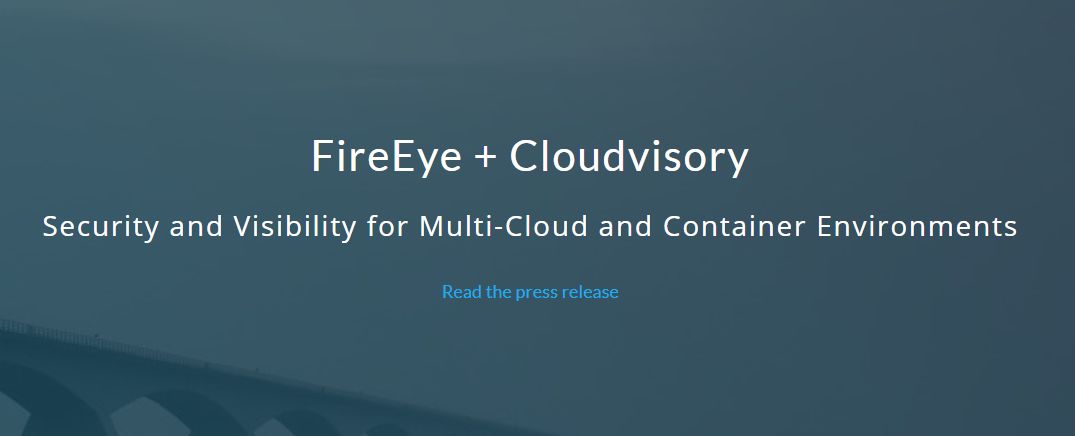 FireEye + Cloudvisory
Security and Visibility for Multi-Cloud and Container Environments
Read the press release